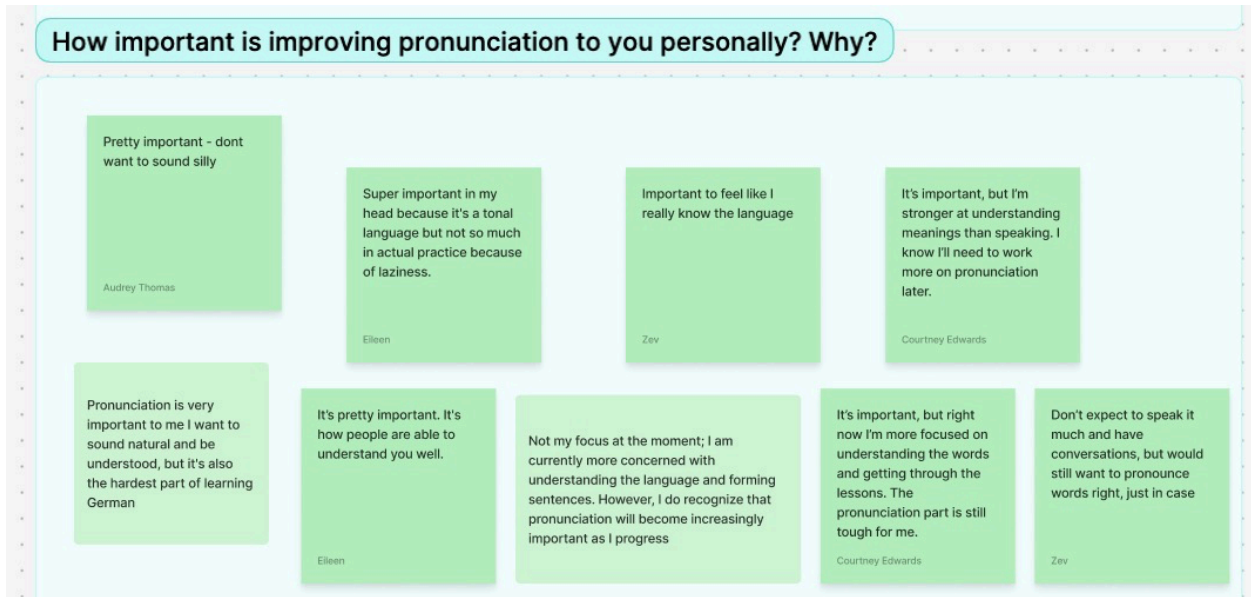 How important is improving pronunciation to you personally? Why?
Pretty important - dont
want to sound silly
Audrey Thomas
Super important in my
head because it's a tonal
language but not so much
in actual practice because
of laziness.
Eileen
Important to feel like I
really know the language
Zev
It's important, but I'm
stronger at understanding
meanings than speaking. I
know I'll need to work
more on pronunciation
later.
Courtney Edwards
Pronunciation is very
important to me I want to
sound natural and be
understood, but it's also
the hardest part of learning
German
It's pretty important. It's
how people are able to
understand you well.
Eileen
Not my focus at the moment; I am
currently more concerned with
understanding the language and forming
sentences. However, I do recognize that
pronunciation will become increasingly
important as I progress
It's important, but right
now I'm more focused on
understanding the words
and getting through the
lessons. The
pronunciation part is still
tough for me.
Courtney Edwards
Don't expect to speak it
much and have
conversations, but would
still want to pronounce
words right, just in case
Zev